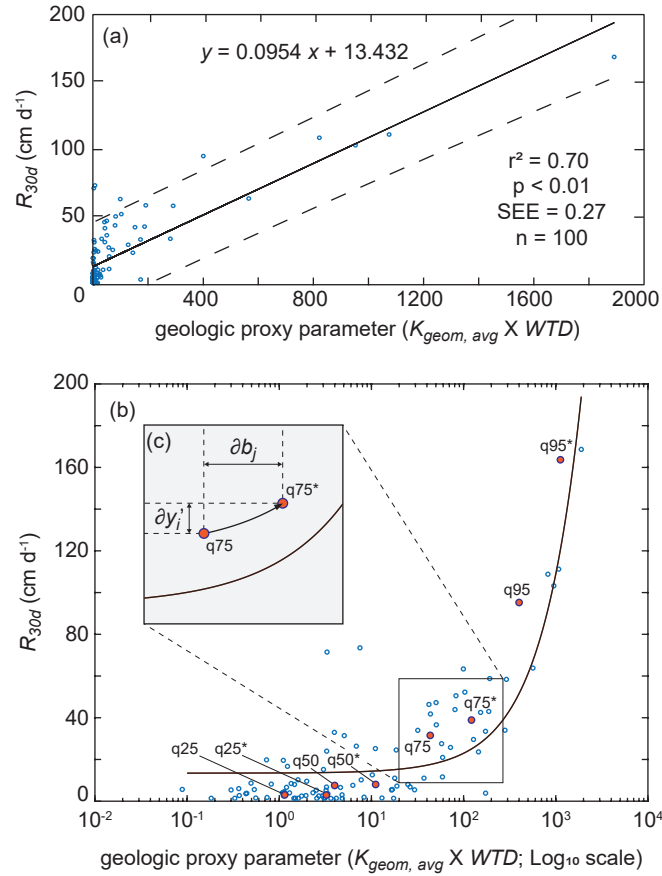 (a)
y = 0.0954 x + 13.432
r² = 0.70
p < 0.01
SEE = 0.27
n = 100
200
150
100
50
0
R30d (cm d-1)
0 400 800 1200 1600 2000
geologic proxy parameter (Kgeom, avg X WTD)
(b)
(c)
∂bj
∂yi'
q75*
q75
q95*
q95
q75*
q75
q25
q25*
q50
q50*
200
160
120
80
40
0
R30d (cm d-1)
10-2 10-1 100 101 102 103 104
geologic proxy parameter (Kgeom, avg X WTD; Log10 scale)